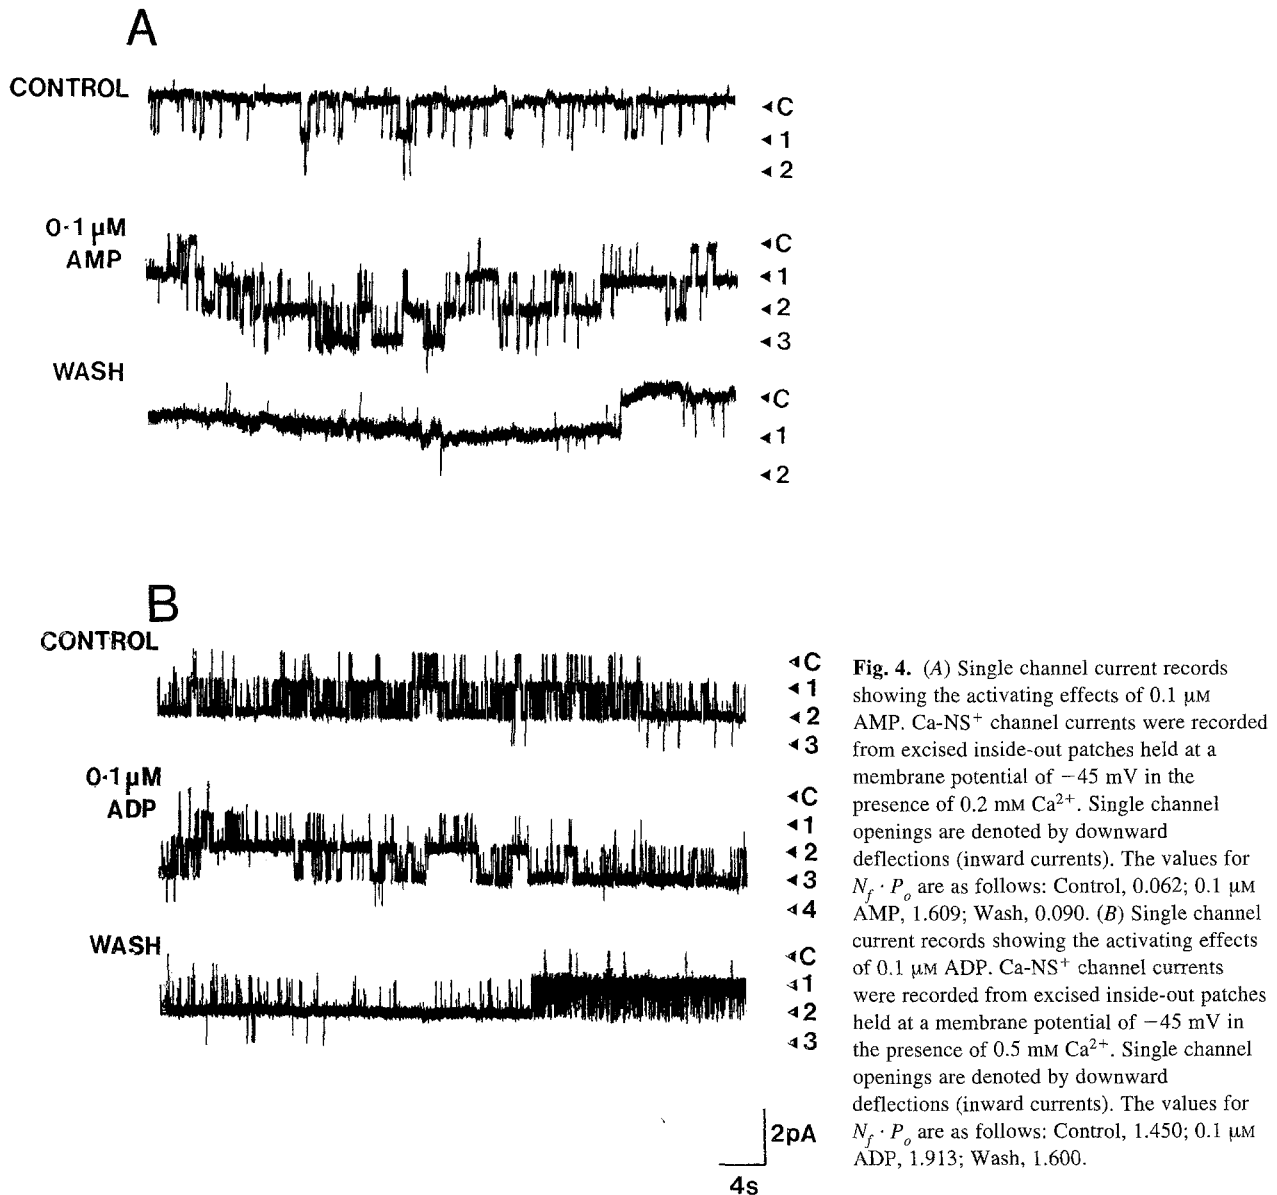 A
CONTROL
◄C
◄1
◄2
0·1 µM
AMP
◄C
◄1
◄2
◄3
WASH
◄C
◄1
◄2
B
CONTROL
◄C
◄1
◄2
◄3
0·1 µM
ADP
◄C
◄1
◄2
◄3
◄4
WASH
◄C
◄1
◄2
◄3
2pA
4s
Fig. 4. (A) Single channel current records
showing the activating effects of 0.1 µM
AMP. Ca-NS⁺ channel currents were recorded
from excised inside-out patches held at a
membrane potential of −45 mV in the
presence of 0.2 mM Ca²⁺. Single channel
openings are denoted by downward
deflections (inward currents). The values for
N_f · P_o are as follows: Control, 0.062; 0.1 µM
AMP, 1.609; Wash, 0.090. (B) Single channel
current records showing the activating effects
of 0.1 µM ADP. Ca-NS⁺ channel currents
were recorded from excised inside-out patches
held at a membrane potential of −45 mV in
the presence of 0.5 mM Ca²⁺. Single channel
openings are denoted by downward
deflections (inward currents). The values for
N_f · P_o are as follows: Control, 1.450; 0.1 µM
ADP, 1.913; Wash, 1.600.